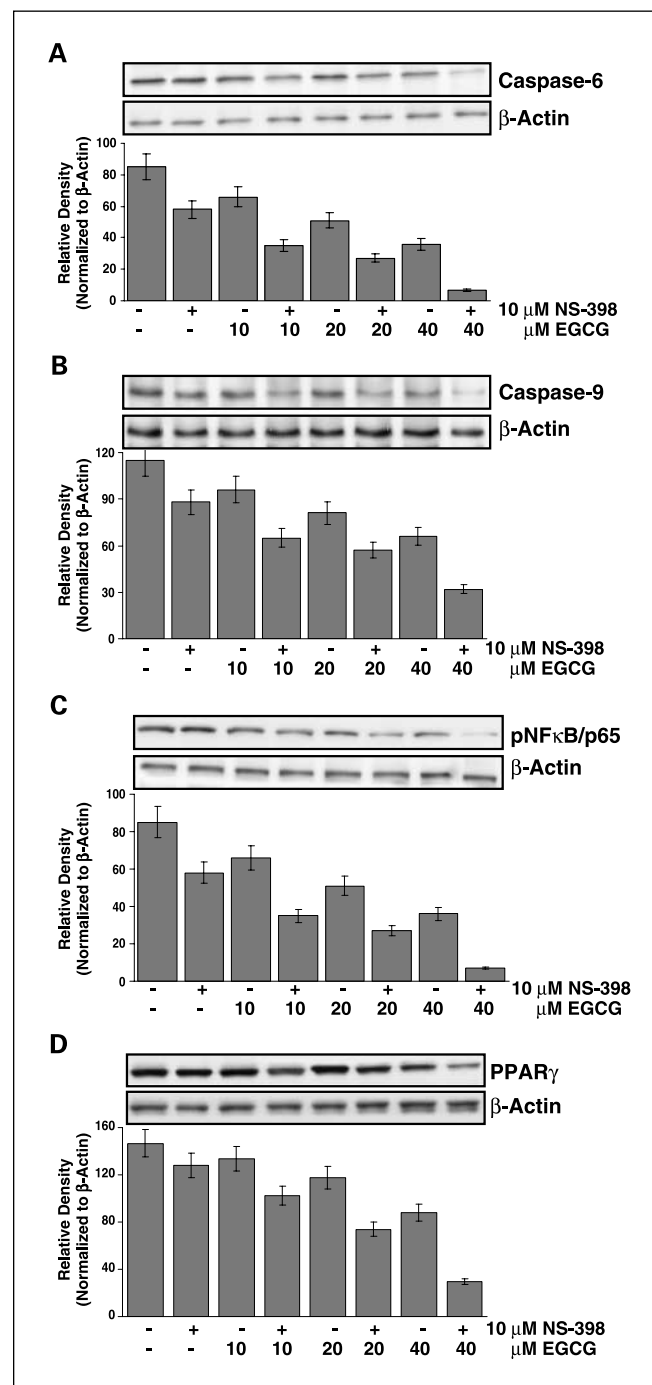 A
Caspase-6
β-Actin
Relative Density
(Normalized to β-Actin)
100
80
60
40
20
0
- + - + - + - + 10 μM NS-398
- - 10 10 20 20 40 40 μM EGCG
B
Caspase-9
β-Actin
Relative Density
(Normalized to β-Actin)
120
90
60
30
0
- + - + - + - + 10 μM NS-398
- - 10 10 20 20 40 40 μM EGCG
C
pNFκB/p65
β-Actin
Relative Density
(Normalized to β-Actin)
100
80
60
40
20
0
- + - + - + - + 10 μM NS-398
- - 10 10 20 20 40 40 μM EGCG
D
PPARγ
β-Actin
Relative Density
(Normalized to β-Actin)
160
120
80
40
0
- + - + - + - + 10 μM NS-398
- - 10 10 20 20 40 40 μM EGCG